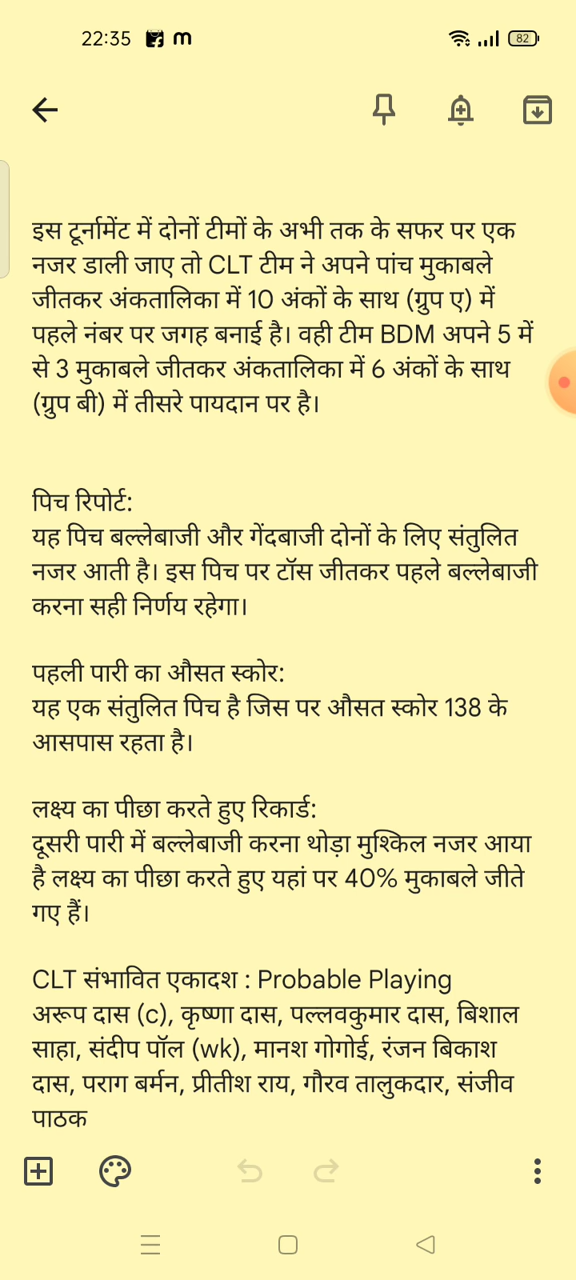 22:35 m 82
इस टूर्नामेंट में दोनों टीमों के अभी तक के सफर पर एक
नजर डाली जाए तो CLT टीम ने अपने पांच मुकाबले
जीतकर अंकतालिका में 10 अंकों के साथ (ग्रुप ए) में
पहले नंबर पर जगह बनाई है। वही टीम BDM अपने 5 में
से 3 मुकाबले जीतकर अंकतालिका में 6 अंकों के साथ
(ग्रुप बी) में तीसरे पायदान पर है।
पिच रिपोर्ट:
यह पिच बल्लेबाजी और गेंदबाजी दोनों के लिए संतुलित
नजर आती है। इस पिच पर टॉस जीतकर पहले बल्लेबाजी
करना सही निर्णय रहेगा।
पहली पारी का औसत स्कोर:
यह एक संतुलित पिच है जिस पर औसत स्कोर 138 के
आसपास रहता है।
लक्ष्य का पीछा करते हुए रिकार्ड:
दूसरी पारी में बल्लेबाजी करना थोड़ा मुश्किल नजर आया
है लक्ष्य का पीछा करते हुए यहां पर 40% मुकाबले जीते
गए हैं।
CLT संभावित एकादश : Probable Playing
अरूप दास (c), कृष्णा दास, पल्लवकुमार दास, बिशाल
साहा, संदीप पॉल (wk), मानश गोगोई, रंजन बिकाश
दास, पराग बर्मन, प्रीतीश राय, गौरव तालुकदार, संजीव
पाठक